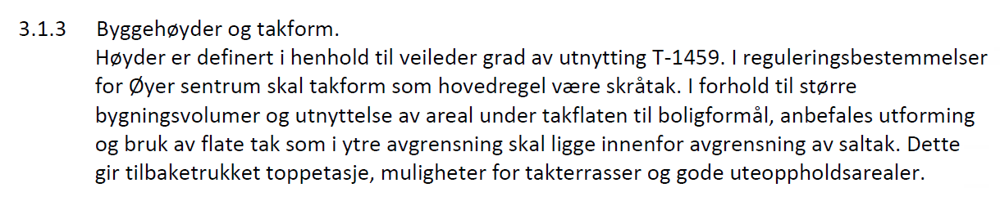 3.1.3 Byggehøyder og takform.
Høyder er definert i henhold til veileder grad av utnytting T-1459. I reguleringsbestemmelser
for Øyer sentrum skal takform som hovedregel være skråtak. I forhold til større
bygningsvolumer og utnyttelse av areal under takflaten til boligformål, anbefales utforming
og bruk av flate tak som i ytre avgrensning skal ligge innenfor avgrensning av saltak. Dette
gir tilbaketrukket toppetasje, muligheter for takterrasser og gode uteoppholdsarealer.